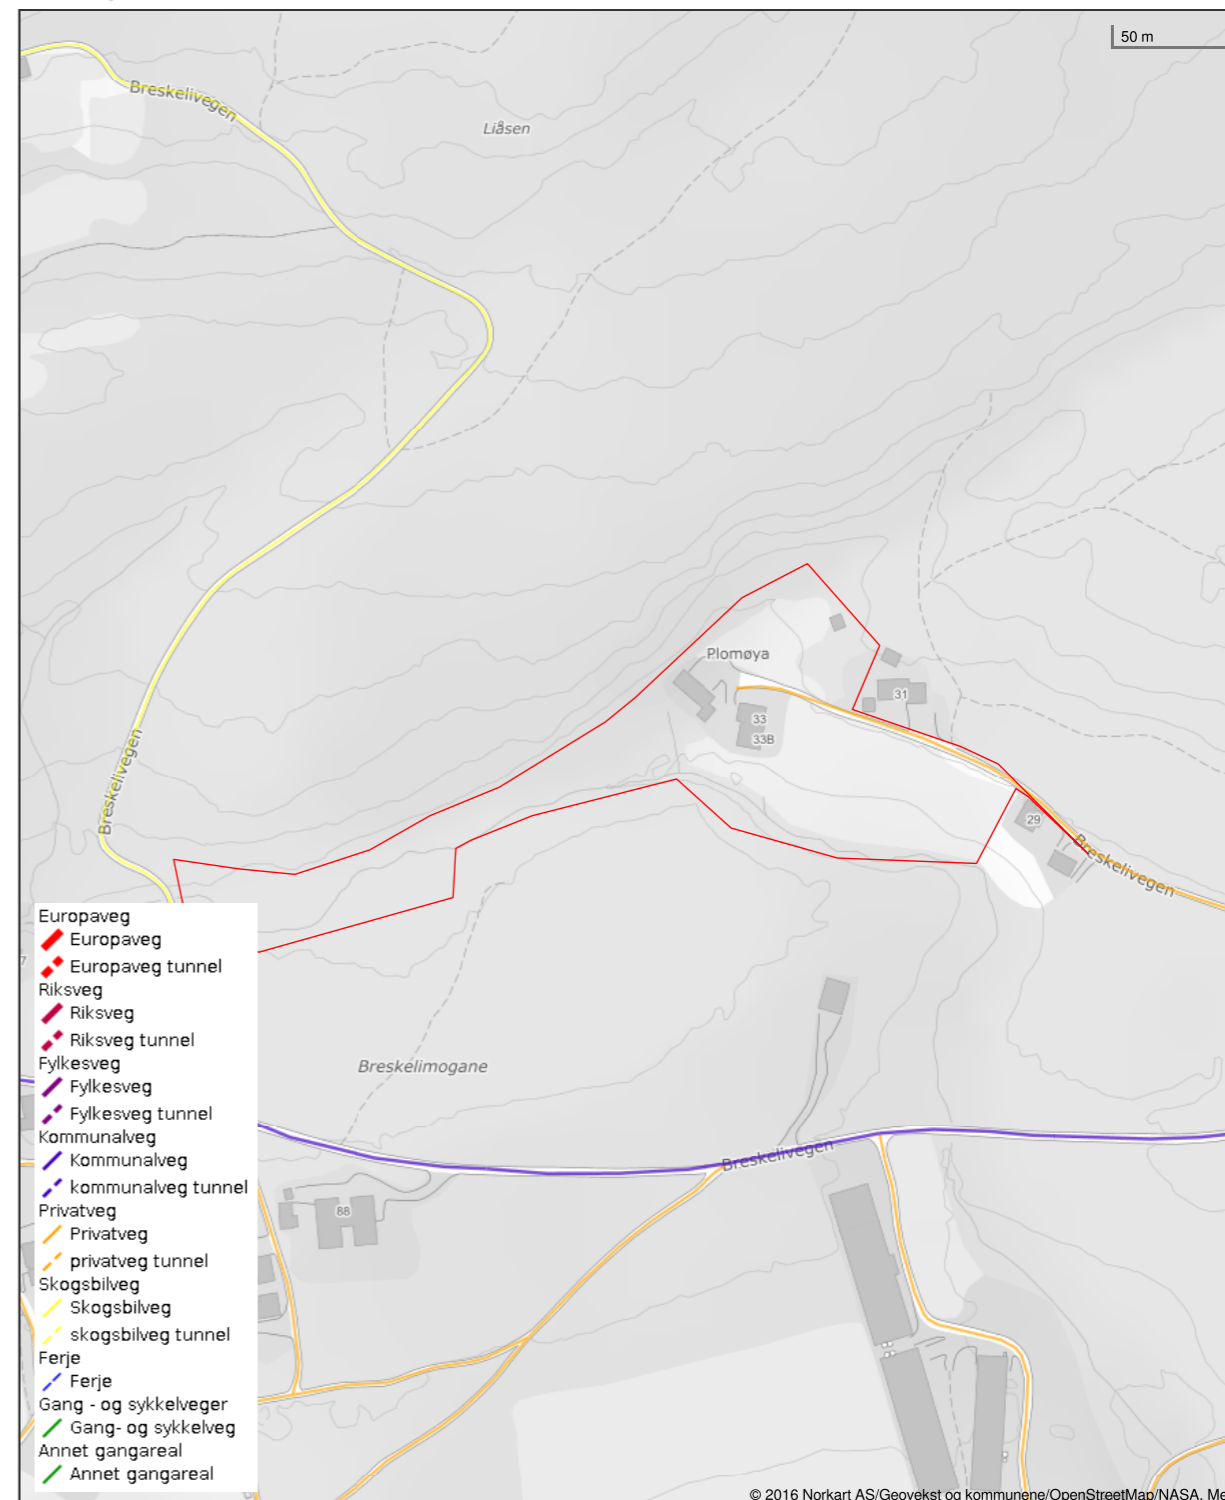 50 m
Breskelivegen
Liåsen
Plomøya
31
33
33B
Breskelivegen
29
Breskelivegen
Europaveg
Europaveg
Europaveg tunnel
Riksveg
Riksveg
Riksveg tunnel
Fylkesveg
Fylkesveg
Fylkesveg tunnel
Kommunalveg
Kommunalveg
kommunalveg tunnel
Privatveg
Privatveg
privatveg tunnel
Skogsbilveg
Skogsbilveg
skogsbilveg tunnel
Ferje
Ferje
Gang - og sykkelveger
Gang- og sykkelveg
Annet gangareal
Annet gangareal
7
Breskelimogane
Breskelivegen
88
© 2016 Norkart AS/Geovekst og kommunene/OpenStreetMap/NASA, Me